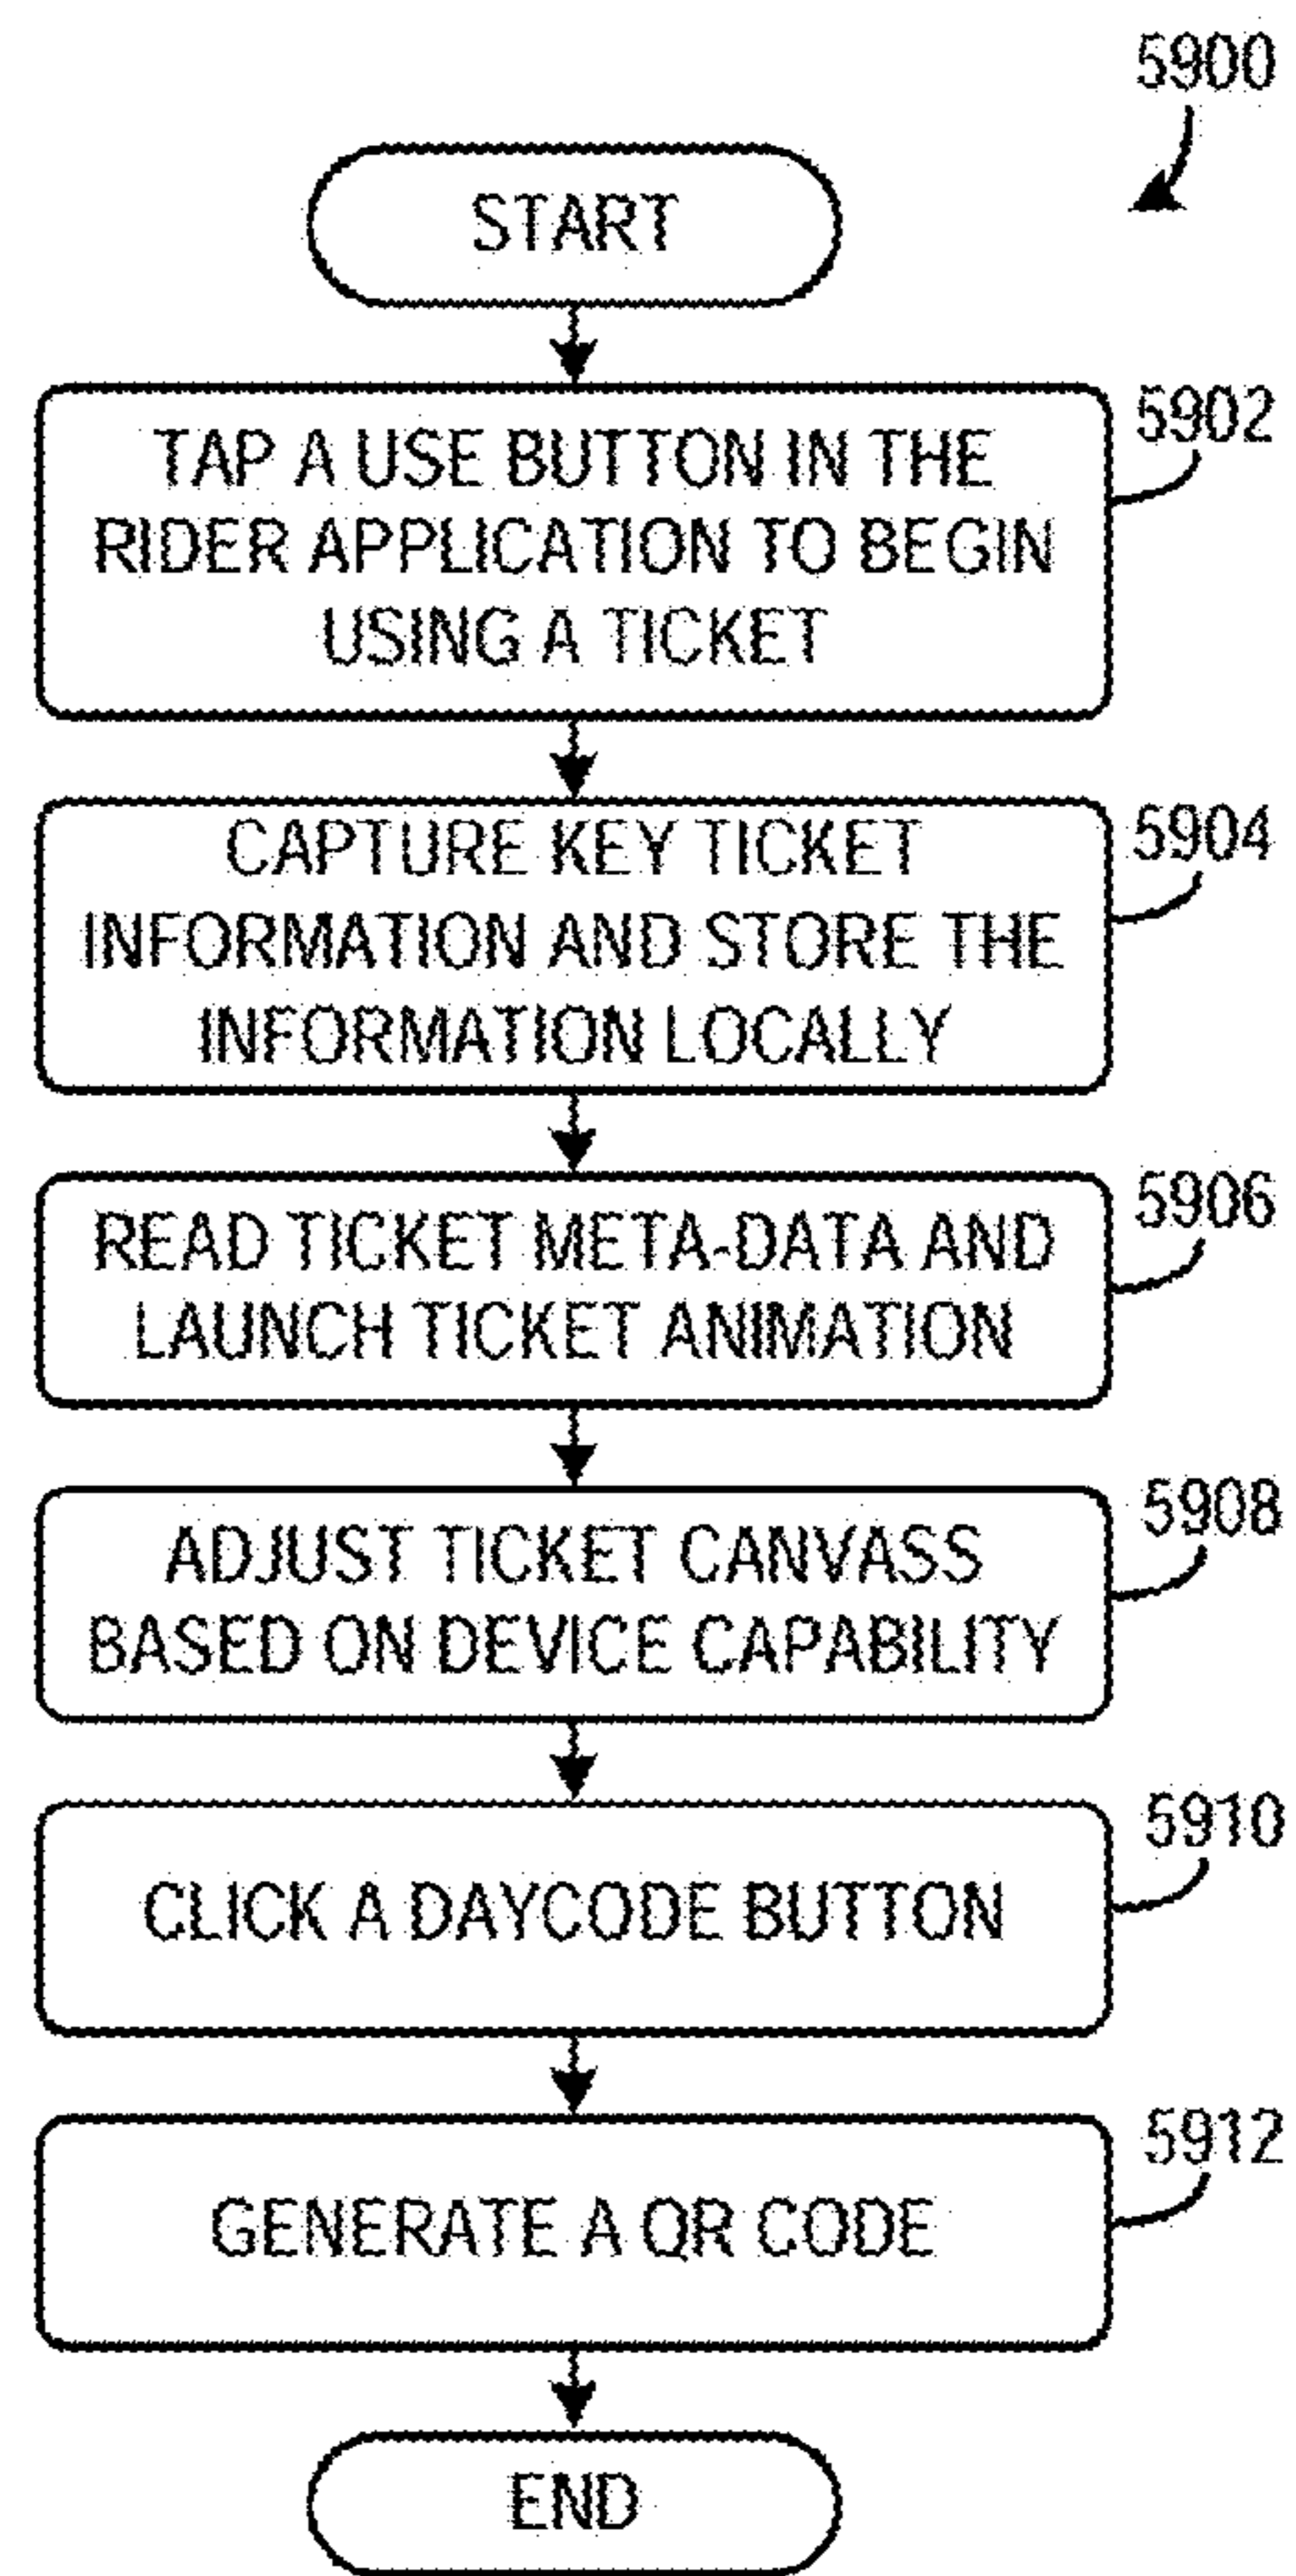 5900
START
5902
TAP A USE BUTTON IN THE
RIDER APPLICATION TO BEGIN
USING A TICKET
5904
CAPTURE KEY TICKET
INFORMATION AND STORE THE
INFORMATION LOCALLY
5906
READ TICKET META-DATA AND
LAUNCH TICKET ANIMATION
5908
ADJUST TICKET CANVASS
BASED ON DEVICE CAPABILITY
5910
CLICK A DAYCODE BUTTON
5912
GENERATE A QR CODE
END